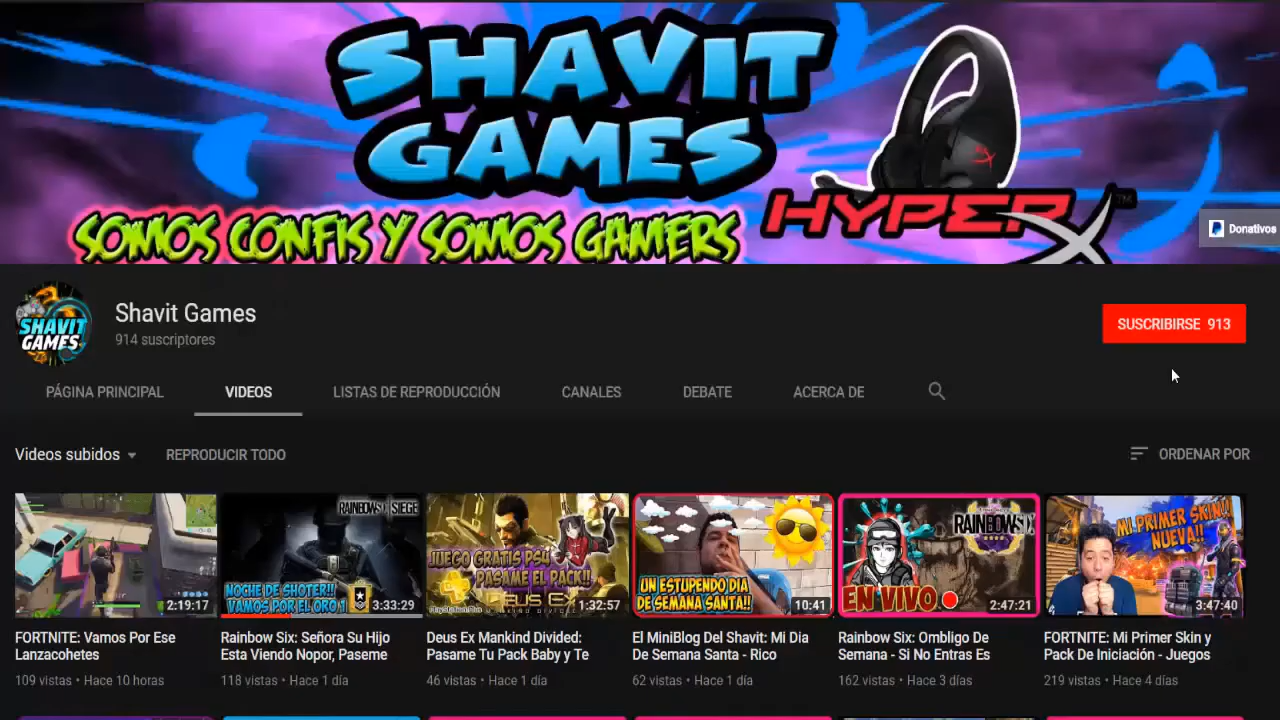 SHAVIT
GAMES
SOMOS CONFIS Y SOMOS GAMERS
HYPERX™
Donativos
SHAVIT
GAMES
Shavit Games
914 suscriptores
SUSCRIBIRSE 913
PÁGINA PRINCIPAL VIDEOS LISTAS DE REPRODUCCIÓN CANALES DEBATE ACERCA DE
Videos subidos REPRODUCIR TODO ORDENAR POR
2:19:17
RAINBOW SIX SIEGE
NOCHE DE SHOTER!!
VAMOS POR EL ORO 1
3:33:29
JUEGO GRATIS PS4
PASAME EL PACK!!
DEUS EX
1:32:57
UN ESTUPENDO DIA
DE SEMANA SANTA!!
10:41
RAINBOW SIX
EN VIVO
2:47:21
MI PRIMER SKIN!!
NUEVA!!
3:47:40
FORTNITE: Vamos Por Ese
Lanzacohetes
109 vistas • Hace 10 horas
Rainbow Six: Señora Su Hijo
Esta Viendo Nopor, Paseme
118 vistas • Hace 1 día
Deus Ex Mankind Divided:
Pasame Tu Pack Baby y Te
46 vistas • Hace 1 día
El MiniBlog Del Shavit: Mi Dia
De Semana Santa - Rico
62 vistas • Hace 1 día
Rainbow Six: Ombligo De
Semana - Si No Entras Es
162 vistas • Hace 3 días
FORTNITE: Mi Primer Skin y
Pack De Iniciación - Juegos
219 vistas • Hace 4 días